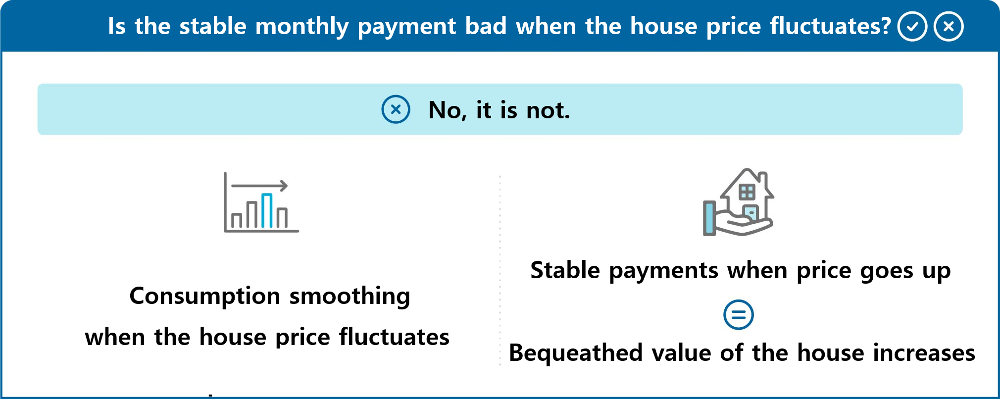 Is the stable monthly payment bad when the house price fluctuates?
No, it is not.
Consumption smoothing
when the house price fluctuates
Stable payments when price goes up
Bequeathed value of the house increases